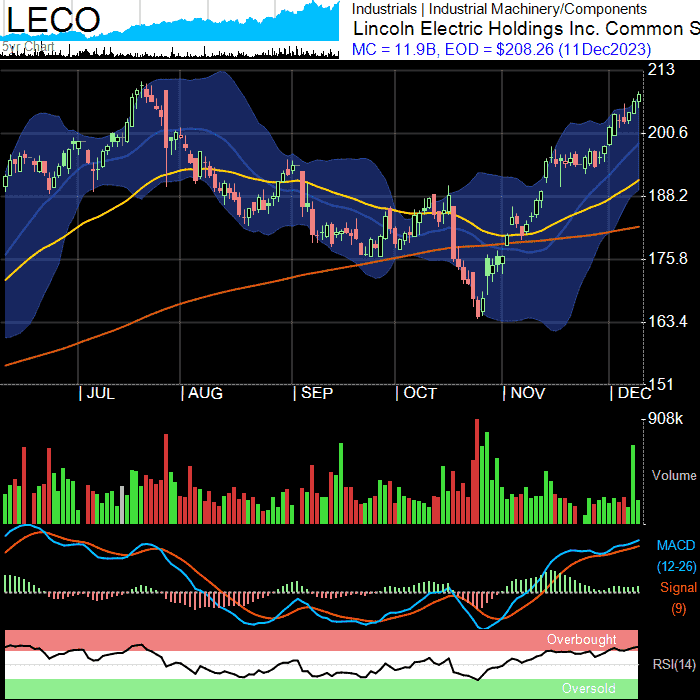 LECO
5yr Chart
Industrials | Industrial Machinery/Components
Lincoln Electric Holdings Inc. Common S
MC = 11.9B, EOD = $208.26 (11Dec2023)
213
200.6
188.2
175.8
163.4
151
JUL
AUG
SEP
OCT
NOV
DEC
908k
Volume
MACD
(12-26)
Signal
(9)
Overbought
RSI(14)
Oversold